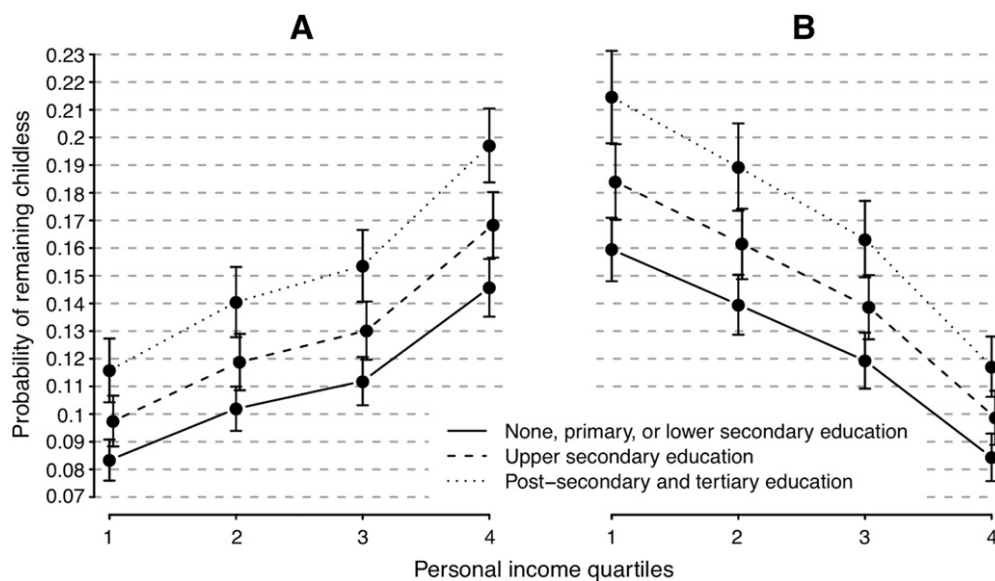 A
B
Probability of remaining childless
0.23
0.22
0.21
0.2
0.19
0.18
0.17
0.16
0.15
0.14
0.13
0.12
0.11
0.1
0.09
0.08
0.07
None, primary, or lower secondary education
Upper secondary education
Post–secondary and tertiary education
1 2 3 4
1 2 3 4
Personal income quartiles